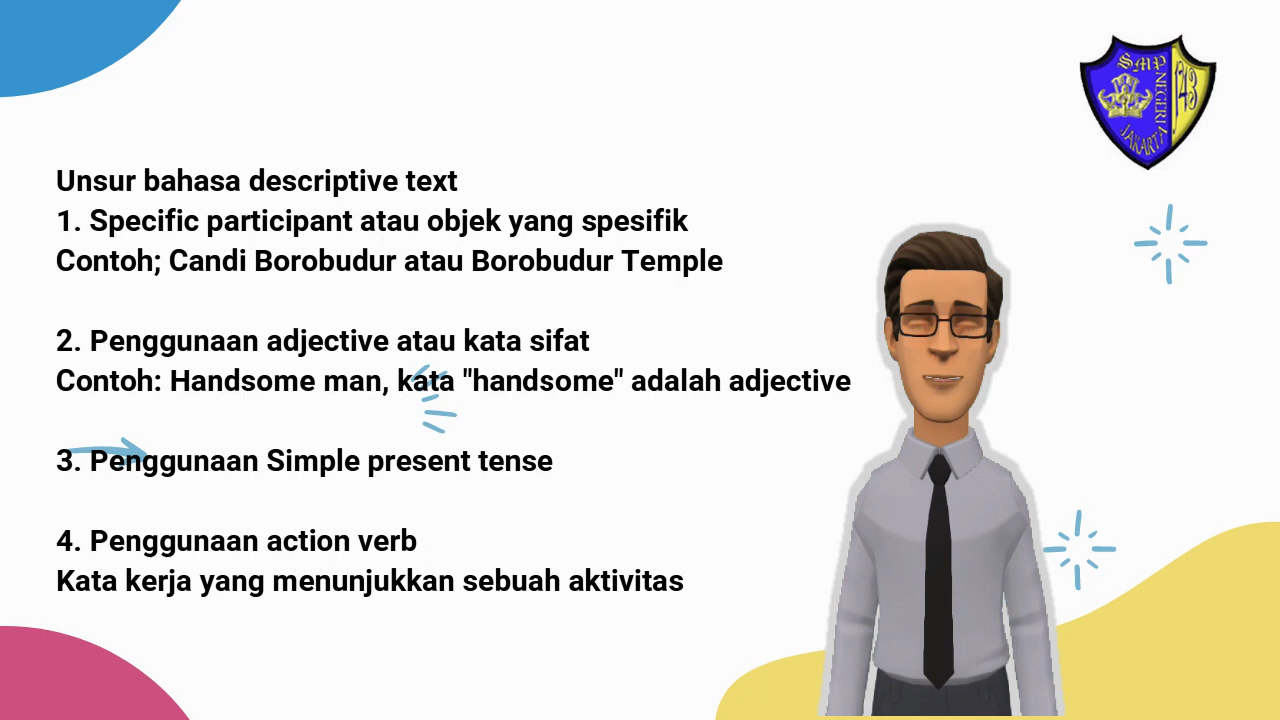 SMP
NEGERI
JAKARTA
143
Unsur bahasa descriptive text
1. Specific participant atau objek yang spesifik
Contoh; Candi Borobudur atau Borobudur Temple
2. Penggunaan adjective atau kata sifat
Contoh: Handsome man, kata "handsome" adalah adjective
3. Penggunaan Simple present tense
4. Penggunaan action verb
Kata kerja yang menunjukkan sebuah aktivitas